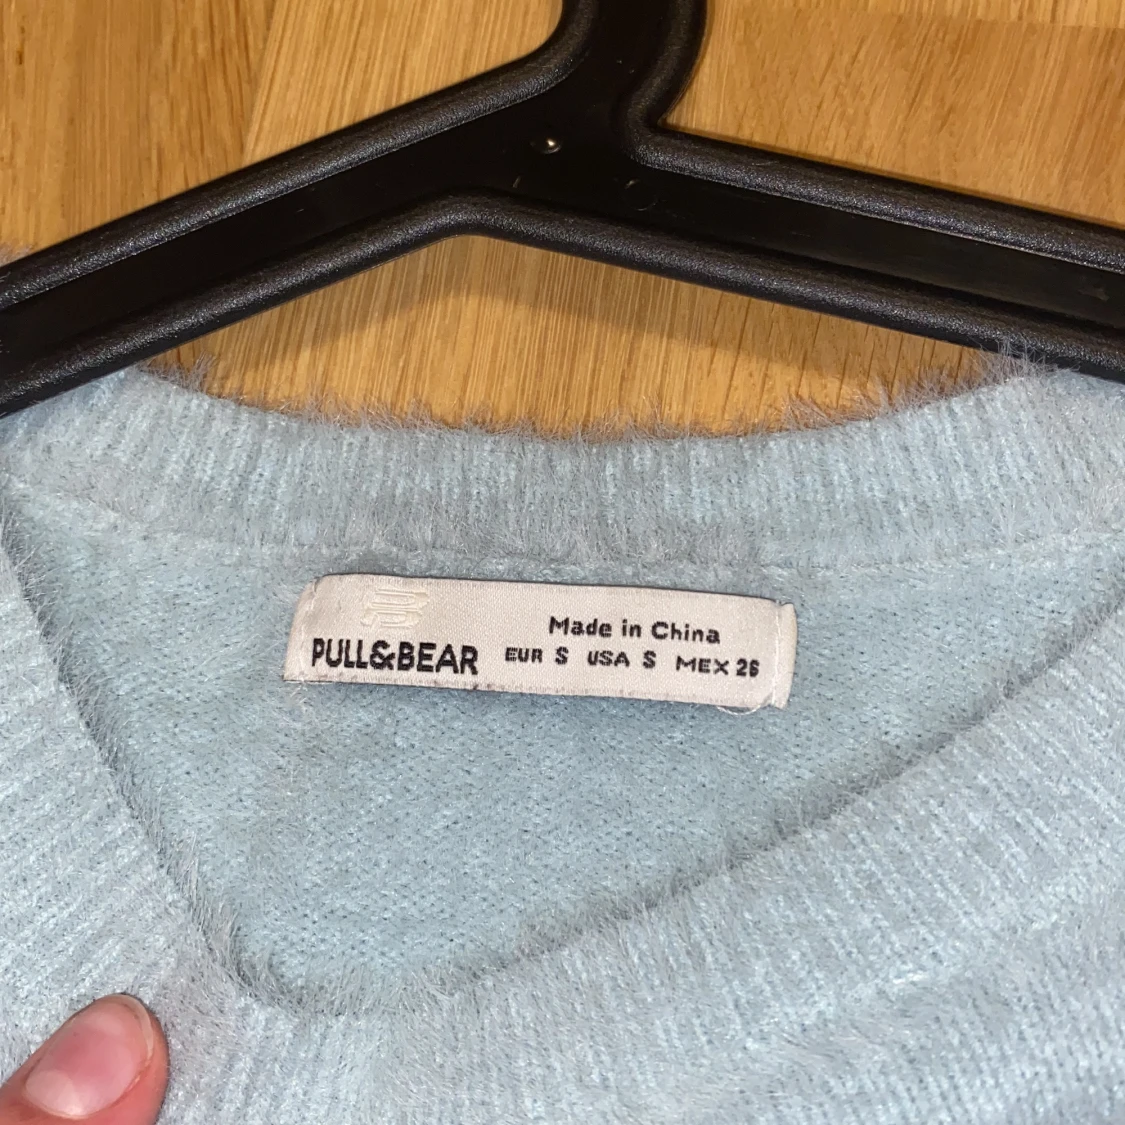 PULL&BEAR
Made in China
EUR S USA S MEX 26